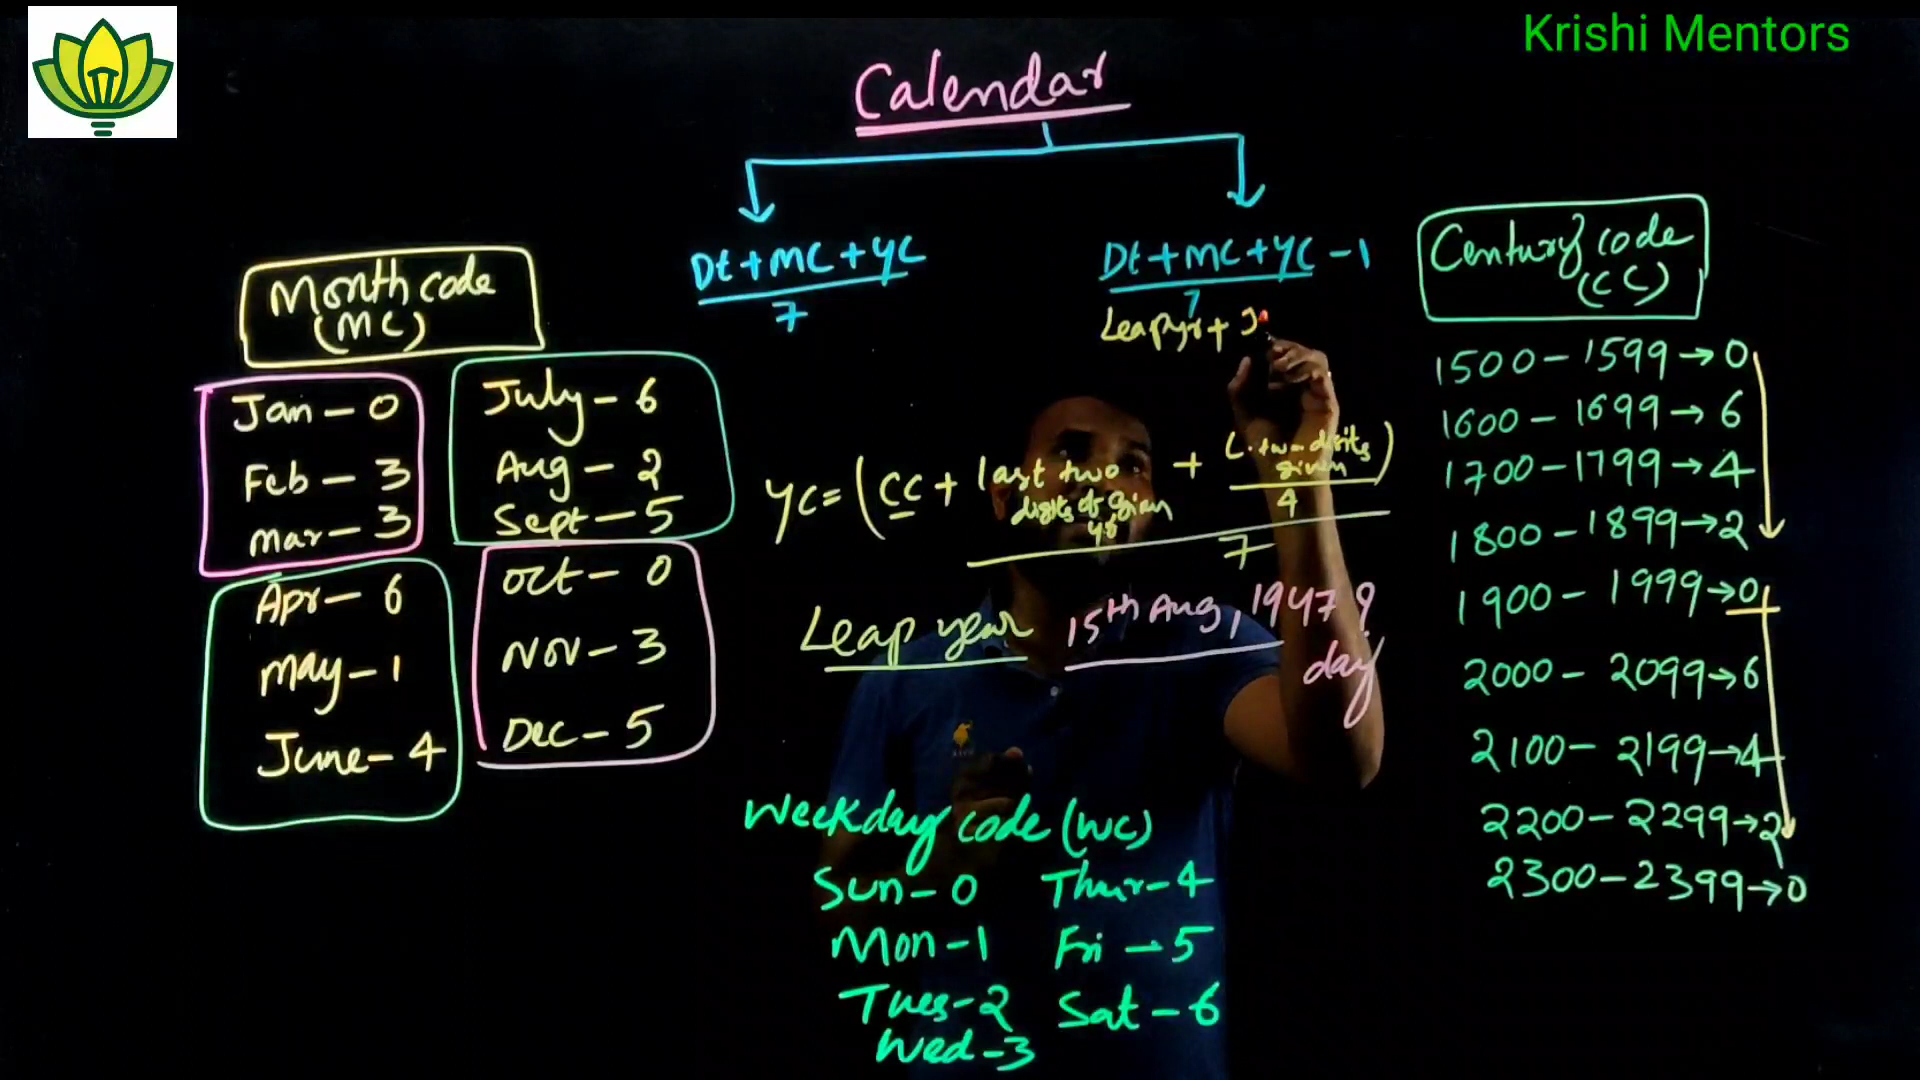 Krishi Mentors
Calendar
Dt + MC + YC
7
Dt + MC + YC - 1
7
Leap yr +
Month code
(MC)
Jan - 0
Feb - 3
Mar - 3
Apr - 6
May - 1
June - 4
July - 6
Aug - 2
Sept - 5
Oct - 0
Nov - 3
Dec - 5
YC = (CC + last two digits of given yr + L. two digits given)
4
7
Leap year
15th Aug, 1947 ?
day
Weekday code (WC)
Sun - 0 Thur - 4
Mon - 1 Fri - 5
Tues - 2 Sat - 6
Wed - 3
Century code
(CC)
1500 - 1599 → 0
1600 - 1699 → 6
1700 - 1799 → 4
1800 - 1899 → 2
1900 - 1999 → 0
2000 - 2099 → 6
2100 - 2199 → 4
2200 - 2299 → 2
2300 - 2399 → 0